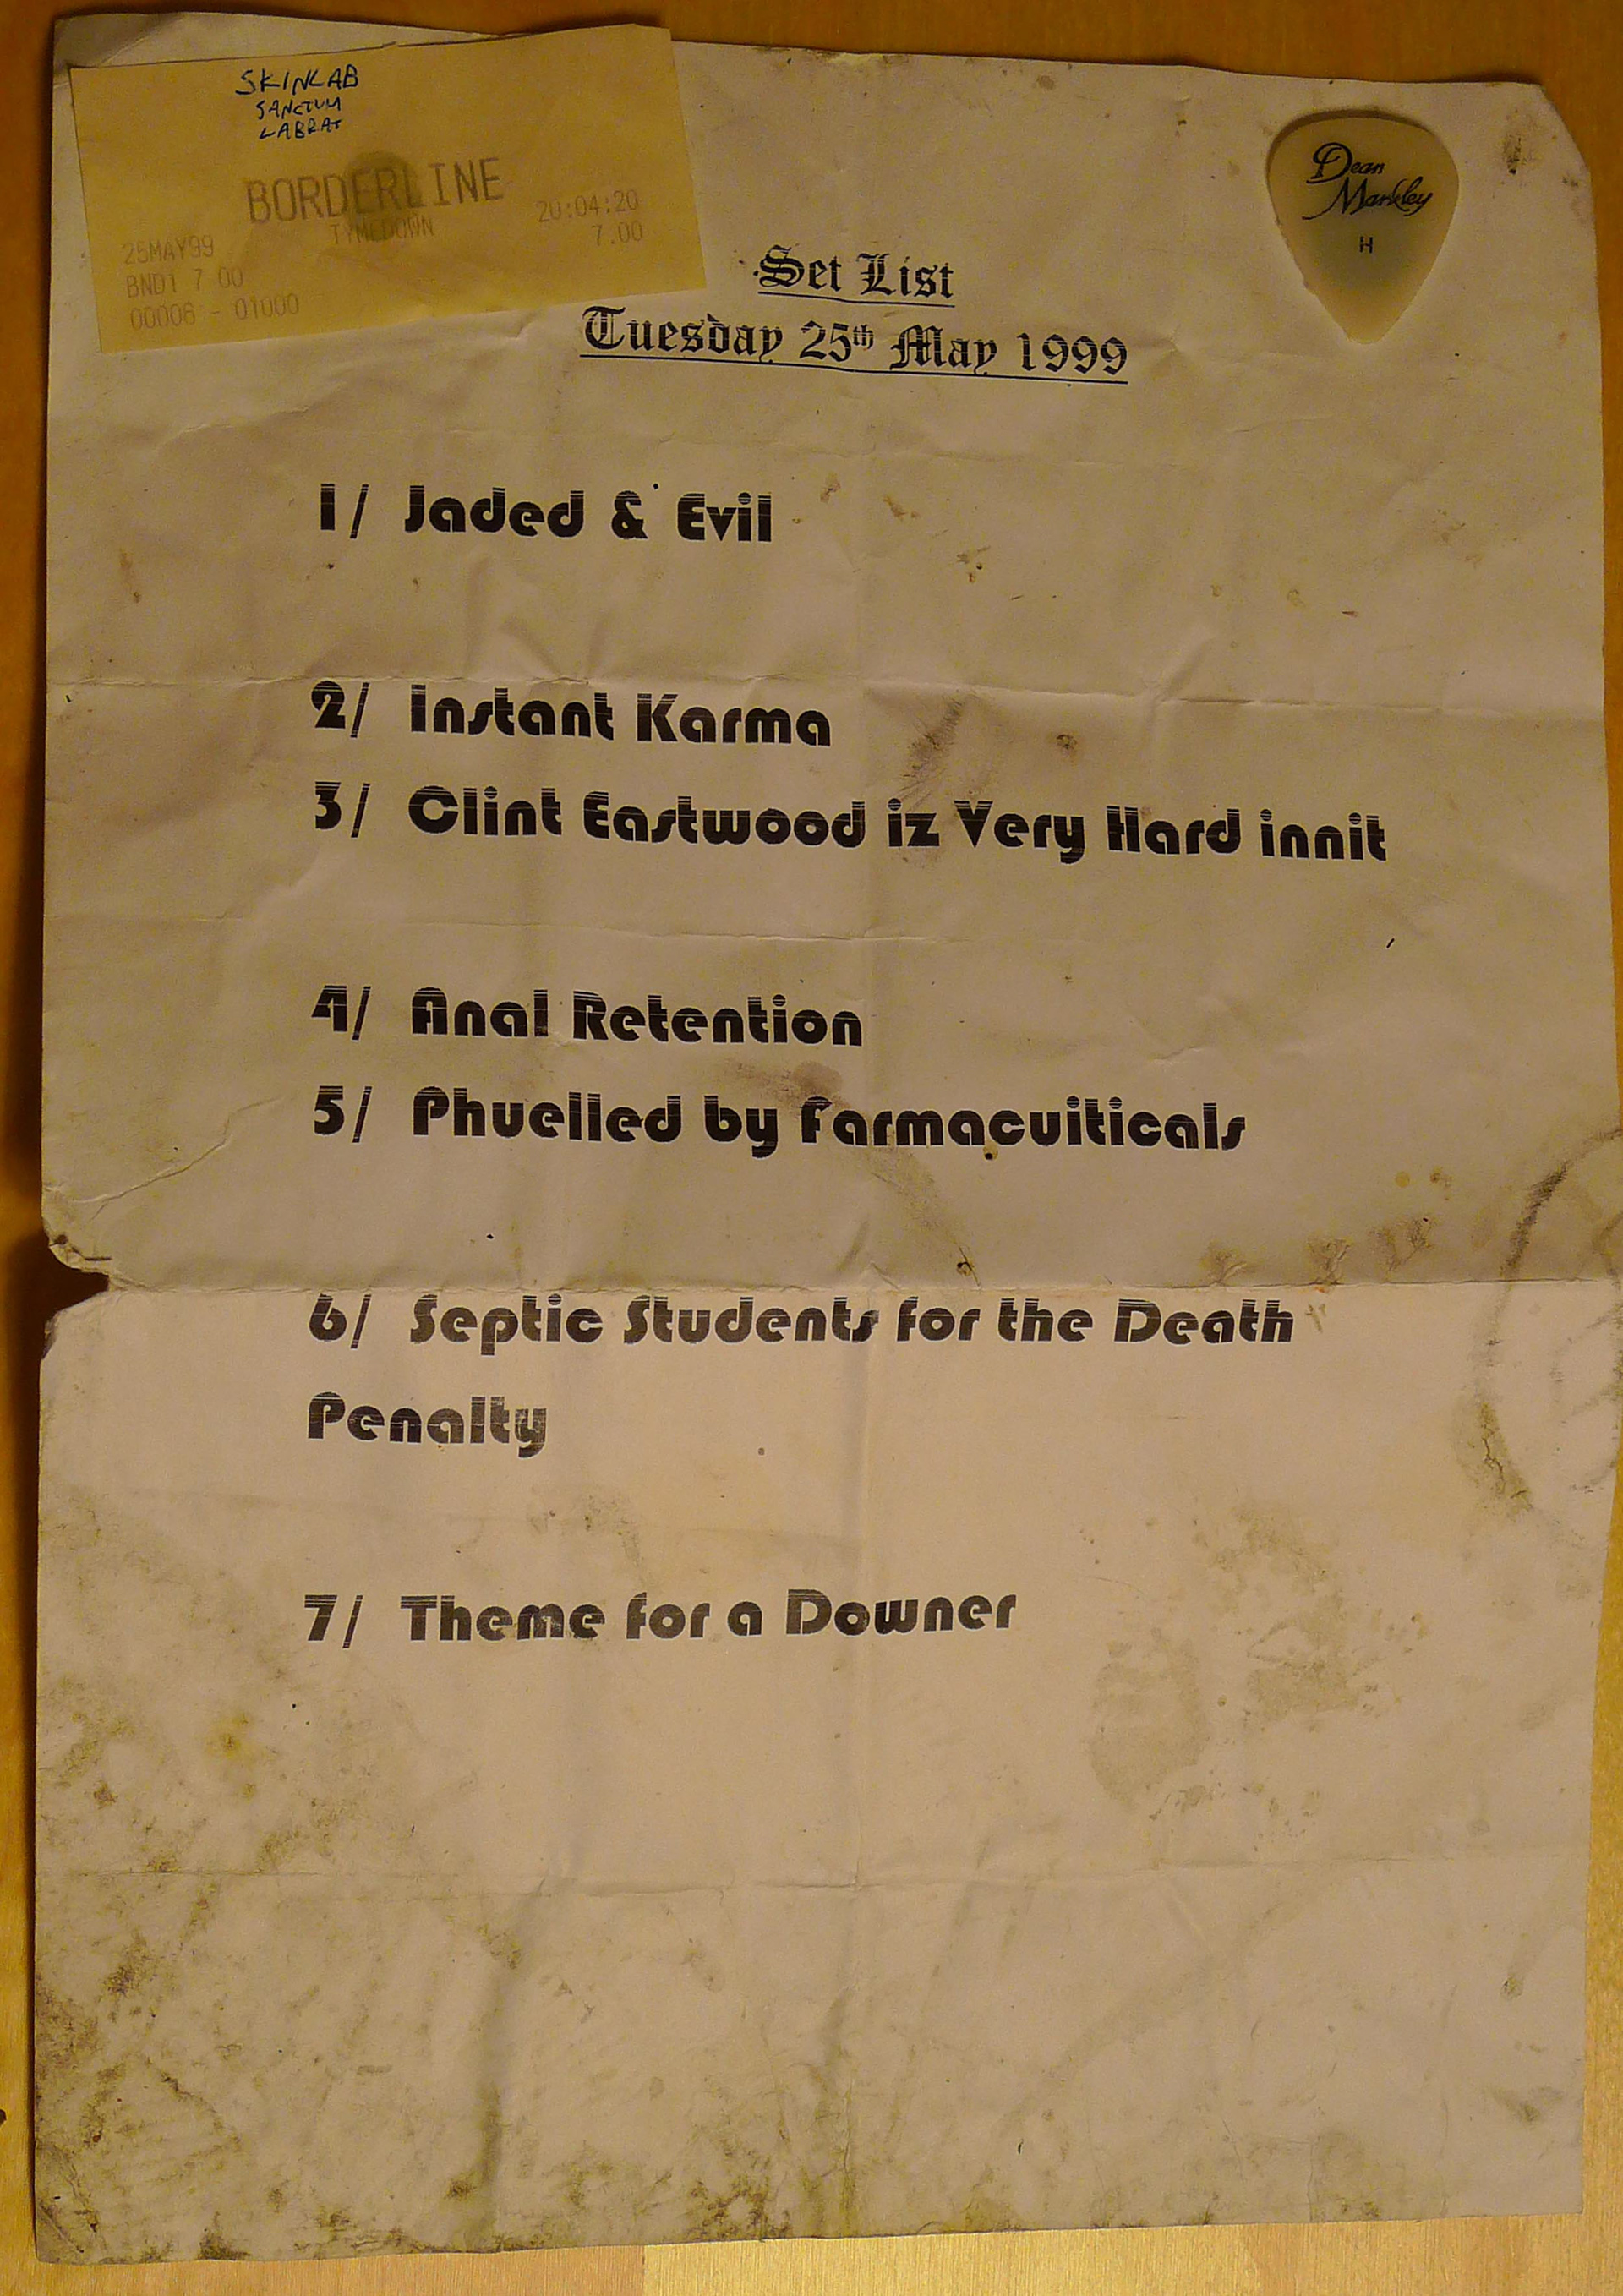 SKINLAB
SANCTUM
LABRAT
BORDERLINE
TYMEDOWN
25MAY99 20:04:20
BND1 7 00 7.00
00006 - 01000
Dean
Markley
H
Set List
Tuesday 25th May 1999
1/ Jaded & Evil
2/ Instant Karma
3/ Clint Eastwood iz Very Hard innit
4/ Anal Retention
5/ Phuelled by Farmacuiticals
6/ Septic Students for the Death
Penalty
7/ Theme for a Downer